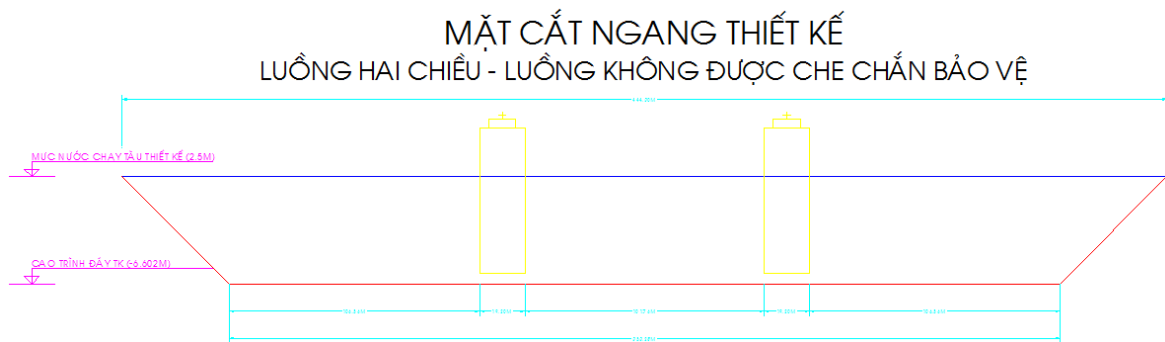 MẶT CẮT NGANG THIẾT KẾ
LUỒNG HAI CHIỀU - LUỒNG KHÔNG ĐƯỢC CHE CHẮN BẢO VỆ
MỰC NƯỚC CHẠY TÀU THIẾT KẾ (2.5M)
CAO TRÌNH ĐÁY TK (-6.602M)